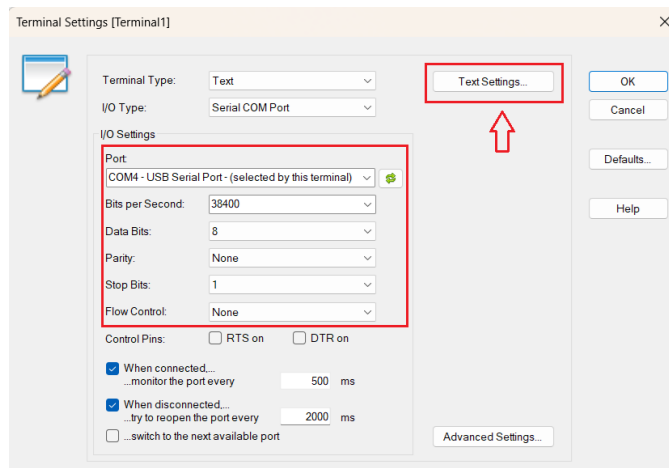 Terminal Settings [Terminal1]
Terminal Type: Text
Text Settings...
OK
I/O Type: Serial COM Port
Cancel
I/O Settings
Port:
COM4 - USB Serial Port - (selected by this terminal)
Defaults...
Bits per Second: 38400
Help
Data Bits: 8
Parity: None
Stop Bits: 1
Flow Control: None
Control Pins: RTS on DTR on
When connected,...
...monitor the port every 500 ms
When disconnected,...
...try to reopen the port every 2000 ms
...switch to the next available port
Advanced Settings...